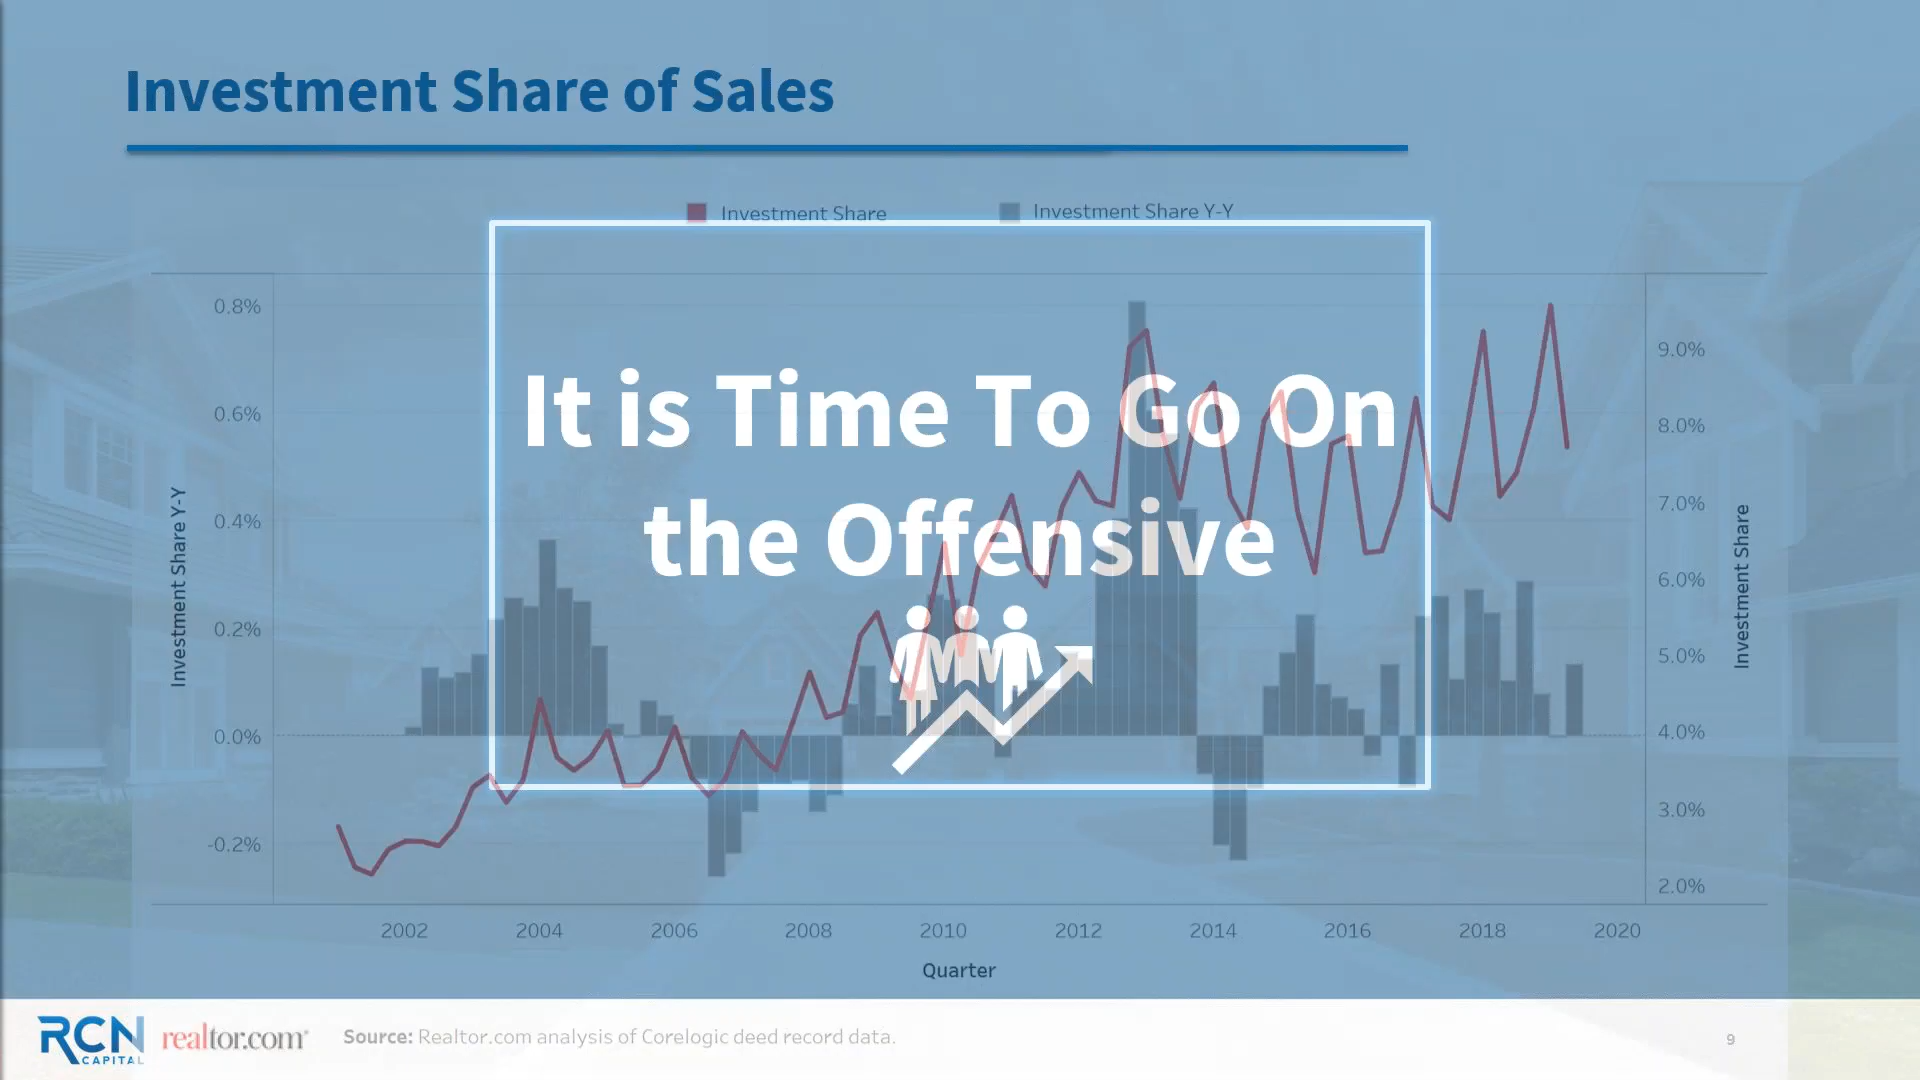 Investment Share of Sales
Investment Share
Investment Share Y-Y
It is Time To Go On
the Offensive
Investment Share Y-Y
0.8%
0.6%
0.4%
0.2%
0.0%
-0.2%
9.0%
8.0%
7.0%
6.0%
5.0%
4.0%
3.0%
2.0%
Investment Share
2002 2004 2006 2008 2010 2012 2014 2016 2018 2020
Quarter
RCN
CAPITAL
realtor.com
Source: Realtor.com analysis of Corelogic deed record data.
9